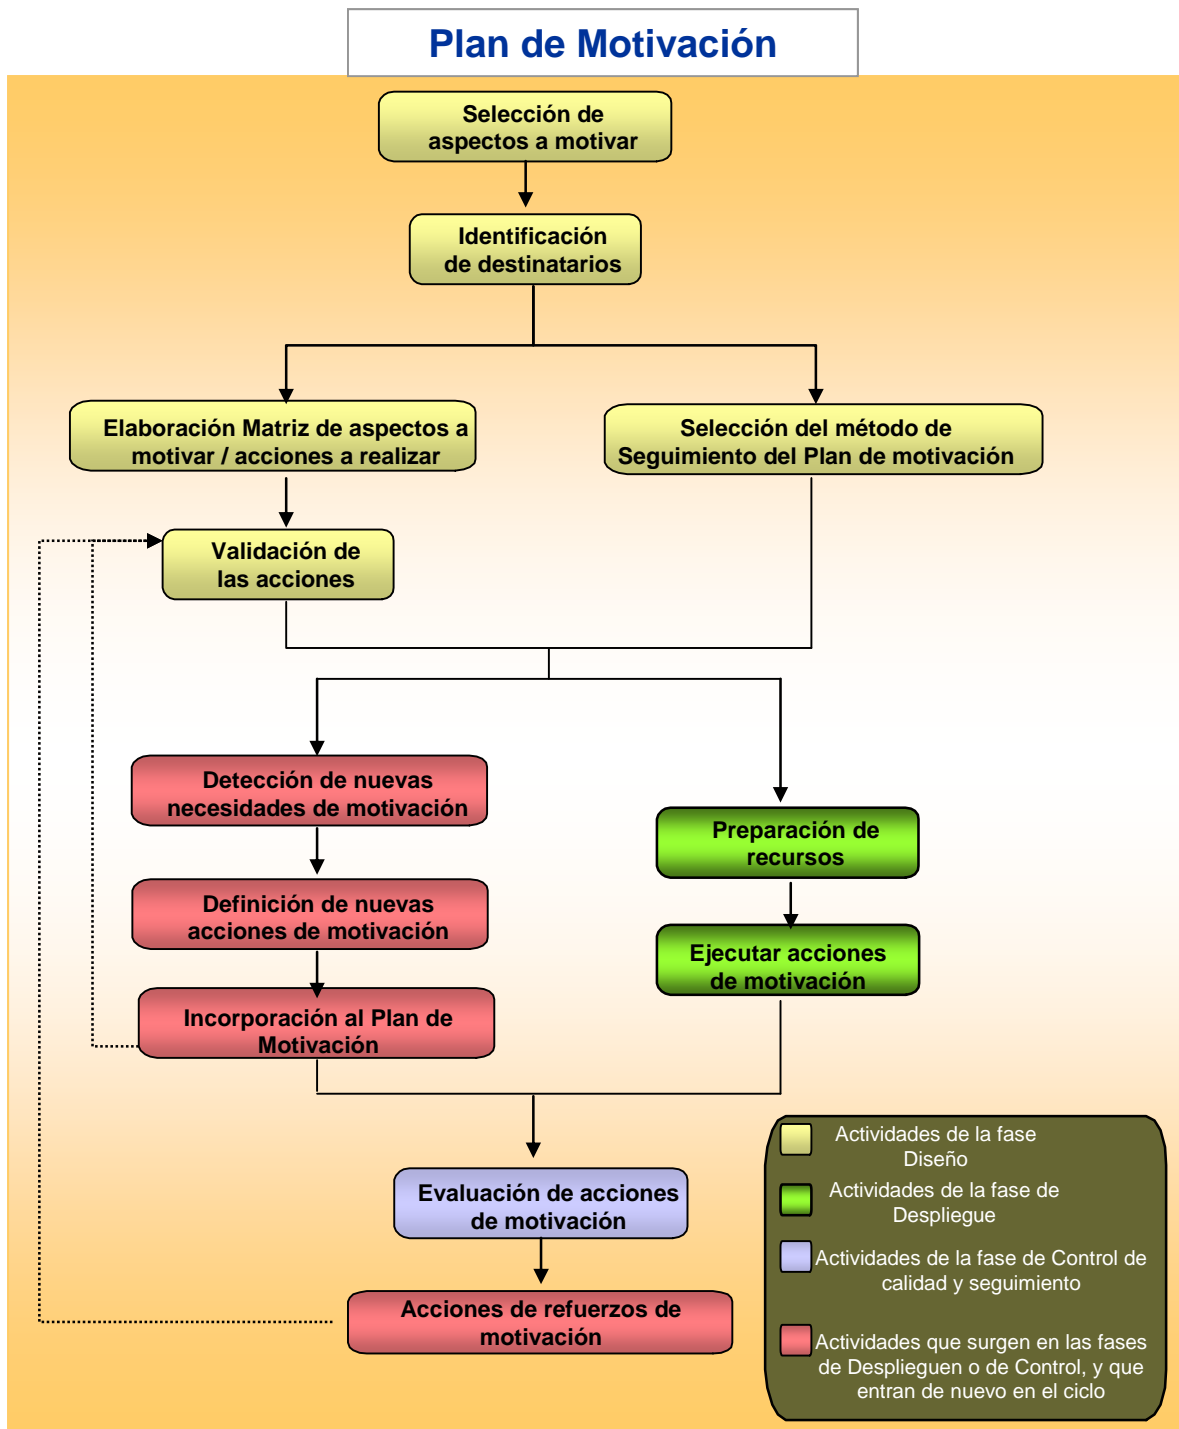 Plan de Motivación
Selección de
aspectos a motivar
Identificación
de destinatarios
Elaboración Matriz de aspectos a
motivar / acciones a realizar
Selección del método de
Seguimiento del Plan de motivación
Validación de
las acciones
Detección de nuevas
necesidades de motivación
Preparación de
recursos
Definición de nuevas
acciones de motivación
Ejecutar acciones
de motivación
Incorporación al Plan de
Motivación
Evaluación de acciones
de motivación
Acciones de refuerzos de
motivación
Actividades de la fase
Diseño
Actividades de la fase de
Despliegue
Actividades de la fase de Control de
calidad y seguimiento
Actividades que surgen en las fases
de Desplieguen o de Control, y que
entran de nuevo en el ciclo